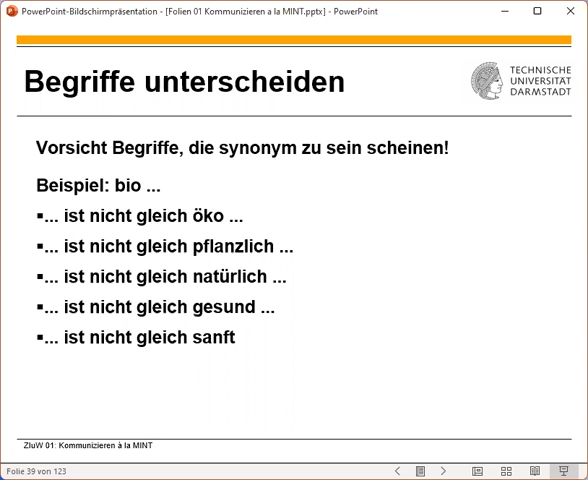 PowerPoint-Bildschirmpräsentation - [Folien 01 Kommunizieren a la MINT.pptx] - PowerPoint
Begriffe unterscheiden
TECHNISCHE
UNIVERSITÄT
DARMSTADT
Vorsicht Begriffe, die synonym zu sein scheinen!
Beispiel: bio ...
▪... ist nicht gleich öko ...
▪... ist nicht gleich pflanzlich ...
▪... ist nicht gleich natürlich ...
▪... ist nicht gleich gesund ...
▪... ist nicht gleich sanft
ZIuW 01: Kommunizieren à la MINT
Folie 39 von 123